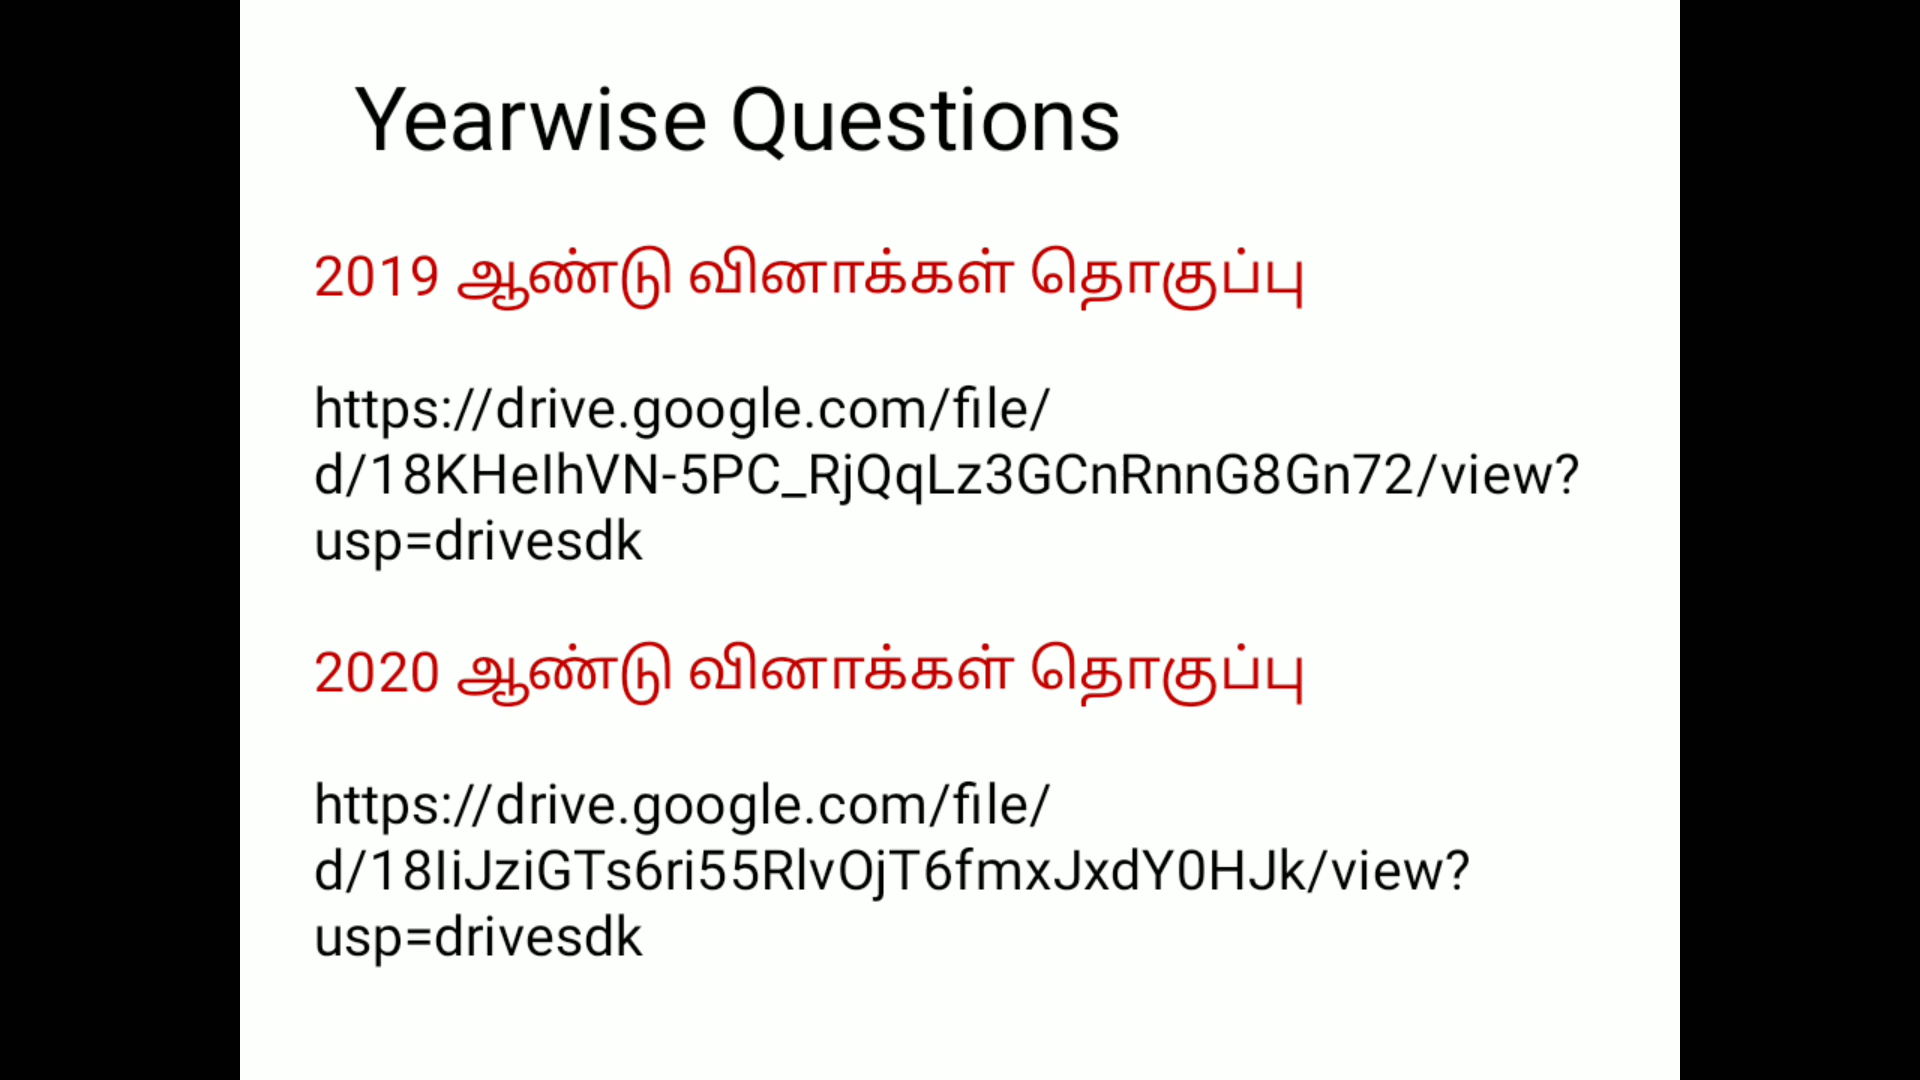 Yearwise Questions
2019 ஆண்டு வினாக்கள் தொகுப்பு
https://drive.google.com/file/
d/18KHeIhVN-5PC_RjQqLz3GCnRnnG8Gn72/view?
usp=drivesdk
2020 ஆண்டு வினாக்கள் தொகுப்பு
https://drive.google.com/file/
d/18IiJziGTs6ri55RlvOjT6fmxJxdY0HJk/view?
usp=drivesdk